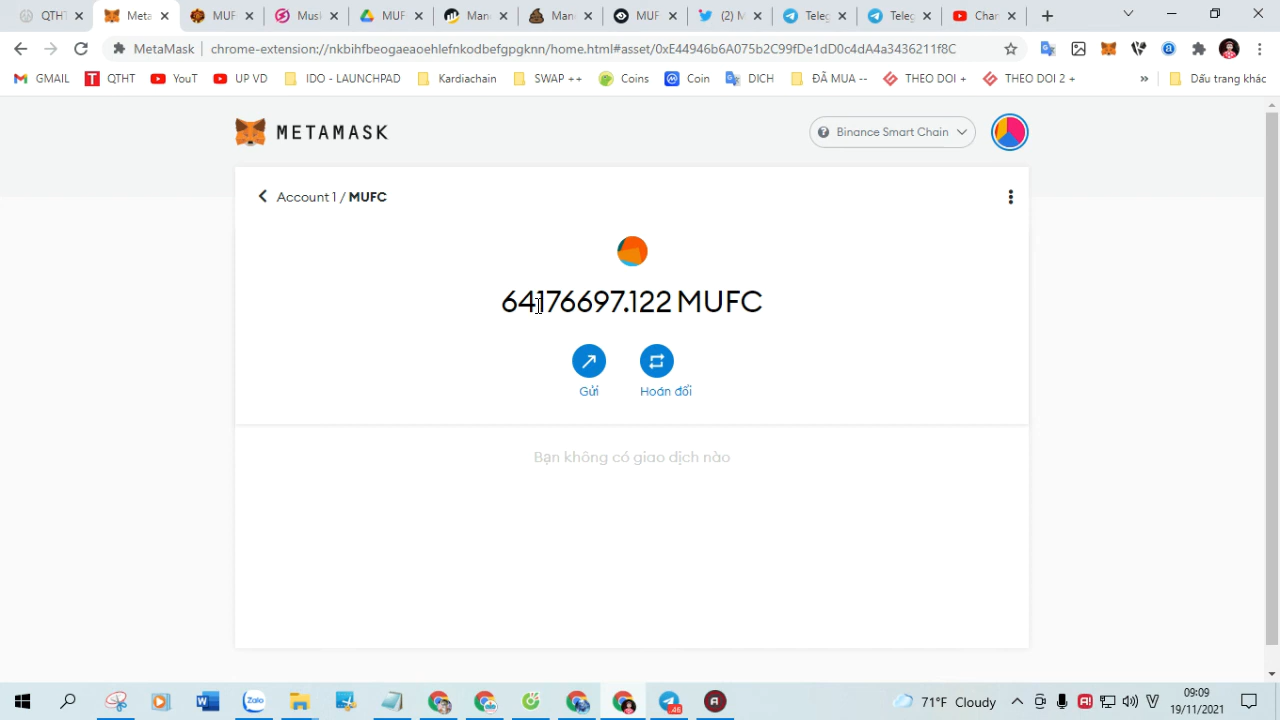 QTHT
Meta
MUF
Musk
MUF
Man
Man
MUF
(2) M
Teleg
Teleg
Char
MetaMask
chrome-extension://nkbihfbeogaeaoehlefnkodbefgpgknn/home.html#asset/0xE44946b6A075b2C99fDe1dD0c4dA4a3436211f8C
GMAIL
QTHT
YouT
UP VD
IDO - LAUNCHPAD
Kardiachain
SWAP ++
Coins
Coin
DICH
ĐÃ MUA --
THEO DOI +
THEO DOI 2 +
»
Dấu trang khác
METAMASK
Binance Smart Chain
Account 1 / MUFC
64176697.122 MUFC
Gửi
Hoán đổi
Bạn không có giao dịch nào
Zalo
71°F Cloudy
09:09
19/11/2021